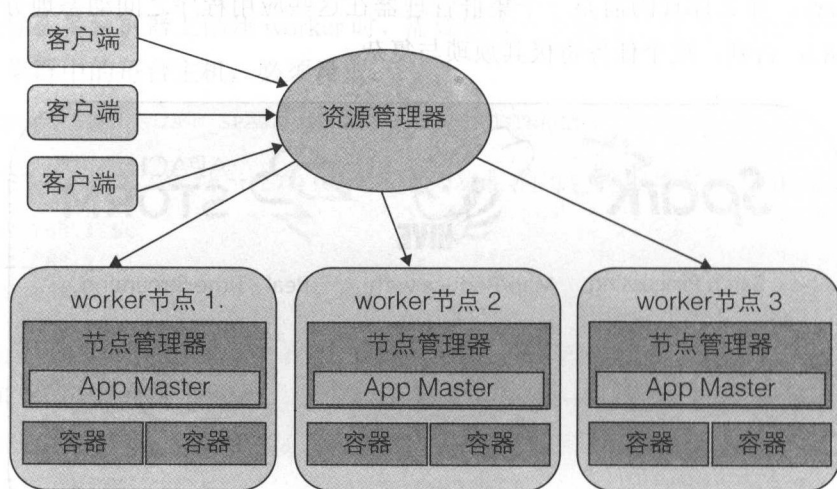 客户端
客户端
客户端
资源管理器
worker节点 1.
节点管理器
App Master
容器 容器
worker节点 2
节点管理器
App Master
容器 容器
worker节点 3
节点管理器
App Master
容器 容器